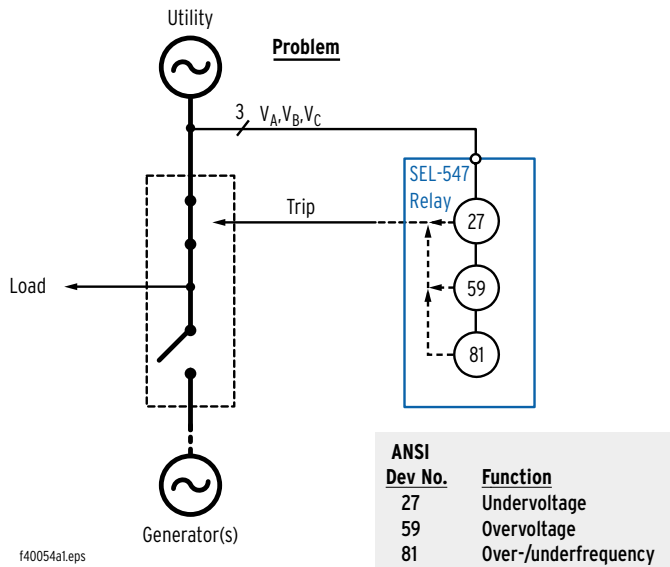 Utility
Problem
3 V_A,V_B,V_C
SEL-547
Relay
Trip
27
Load
59
81
ANSI
Dev No. Function
27 Undervoltage
59 Overvoltage
81 Over-/underfrequency
Generator(s)
f40054a1.eps